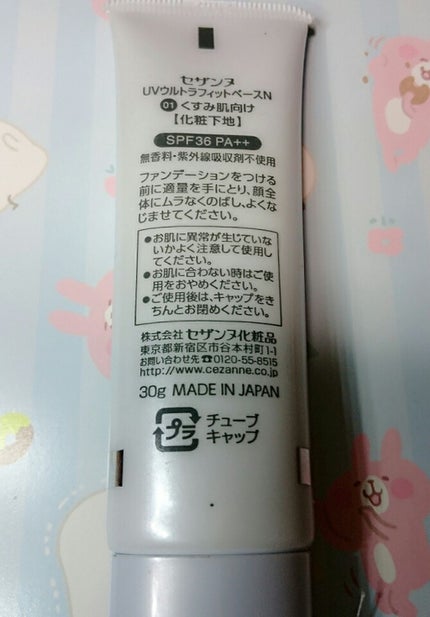 セザンヌ
UVウルトラフィットベースN
01 くすみ肌向け
【化粧下地】
SPF36 PA++
無香料・紫外線吸収剤不使用
ファンデーションをつける
前に適量を手にとり、顔全
体にムラなくのばし、よくな
じませてください。
●お肌に異常が生じていな
いかよく注意して使用し
てください。
●お肌に合わない時はご使
用をおやめください。
●ご使用後は、キャップをき
ちんとお閉めください。
株式会社 セザンヌ化粧品
東京都新宿区市谷本村町1-1
お問い合わせ先☎0120-55-8515
http://www.cezanne.co.jp
30g MADE IN JAPAN
プラ
チューブ
キャップ